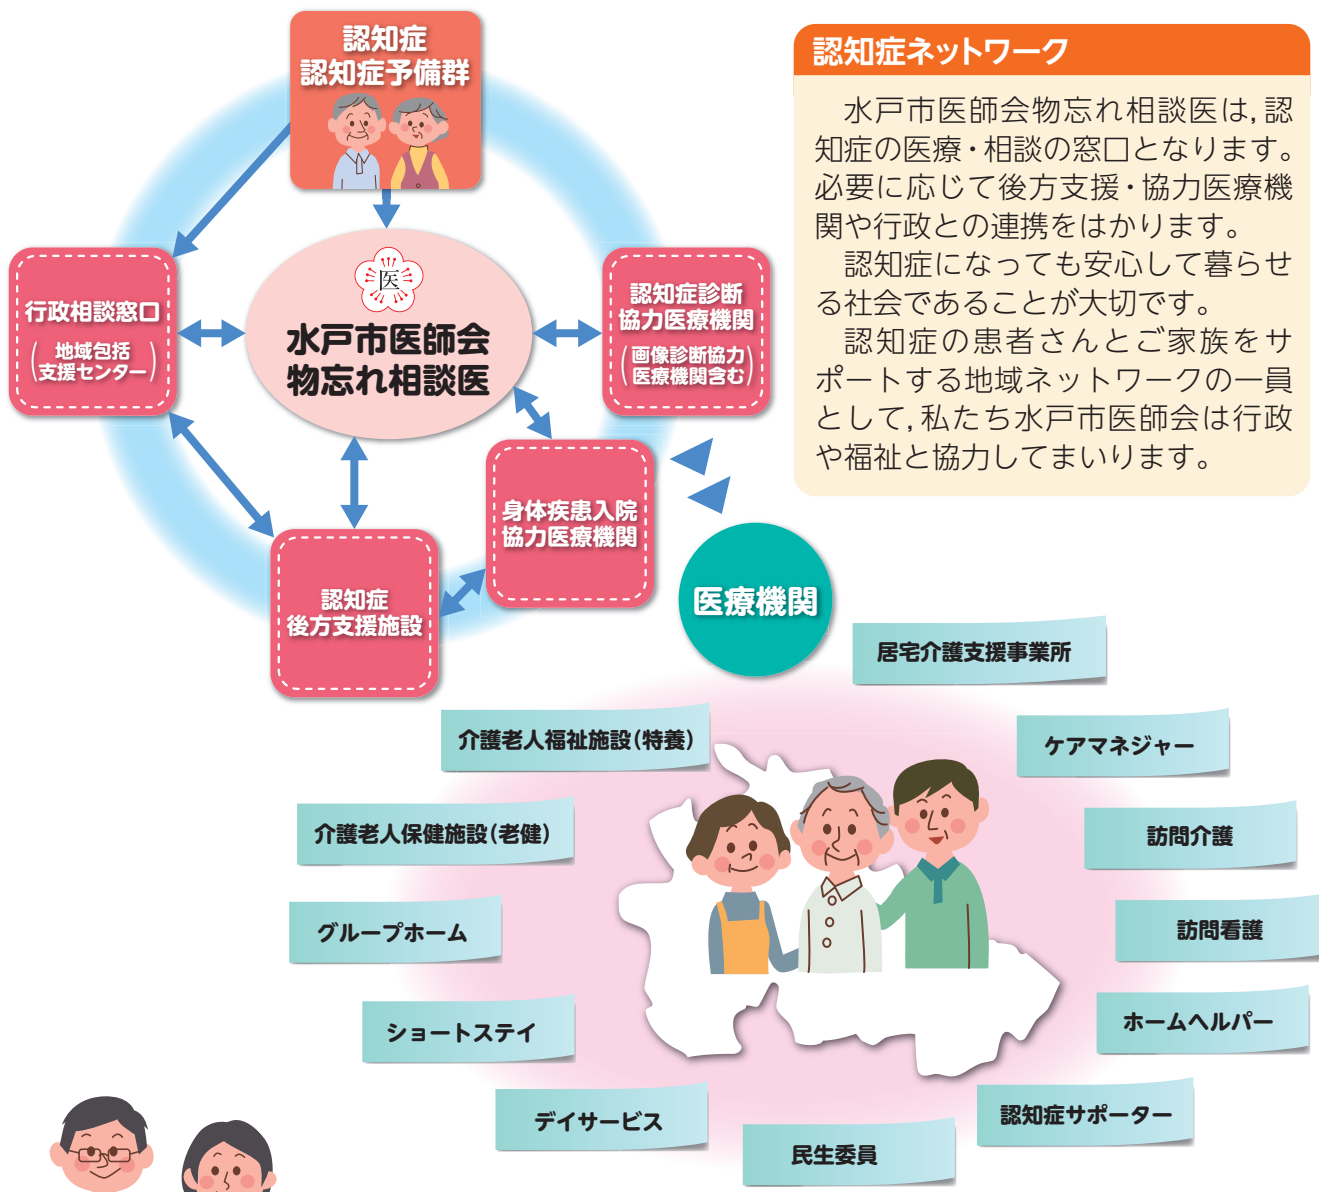 認知症
認知症予備群
認知症ネットワーク
水戸市医師会物忘れ相談医は,認
知症の医療・相談の窓口となります。
必要に応じて後方支援・協力医療機
関や行政との連携をはかります。
認知症になっても安心して暮らせ
る社会であることが大切です。
認知症の患者さんとご家族をサ
ポートする地域ネットワークの一員
として,私たち水戸市医師会は行政
や福祉と協力してまいります。
行政相談窓口
(地域包括
支援センター)
医
水戸市医師会
物忘れ相談医
認知症診断
協力医療機関
(画像診断協力
医療機関含む)
身体疾患入院
協力医療機関
認知症
後方支援施設
医療機関
居宅介護支援事業所
介護老人福祉施設(特養)
ケアマネジャー
介護老人保健施設(老健)
訪問介護
グループホーム
訪問看護
ショートステイ
ホームヘルパー
デイサービス
認知症サポーター
民生委員